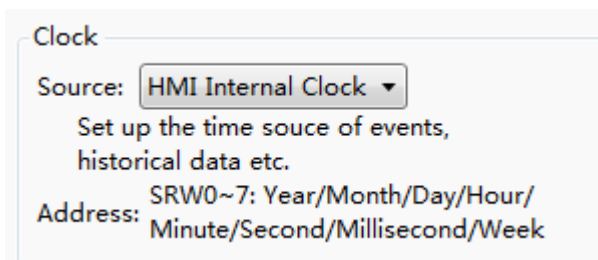 Clock
Source: HMI Internal Clock
Set up the time souce of events,
historical data etc.
Address: SRW0~7: Year/Month/Day/Hour/
Minute/Second/Millisecond/Week